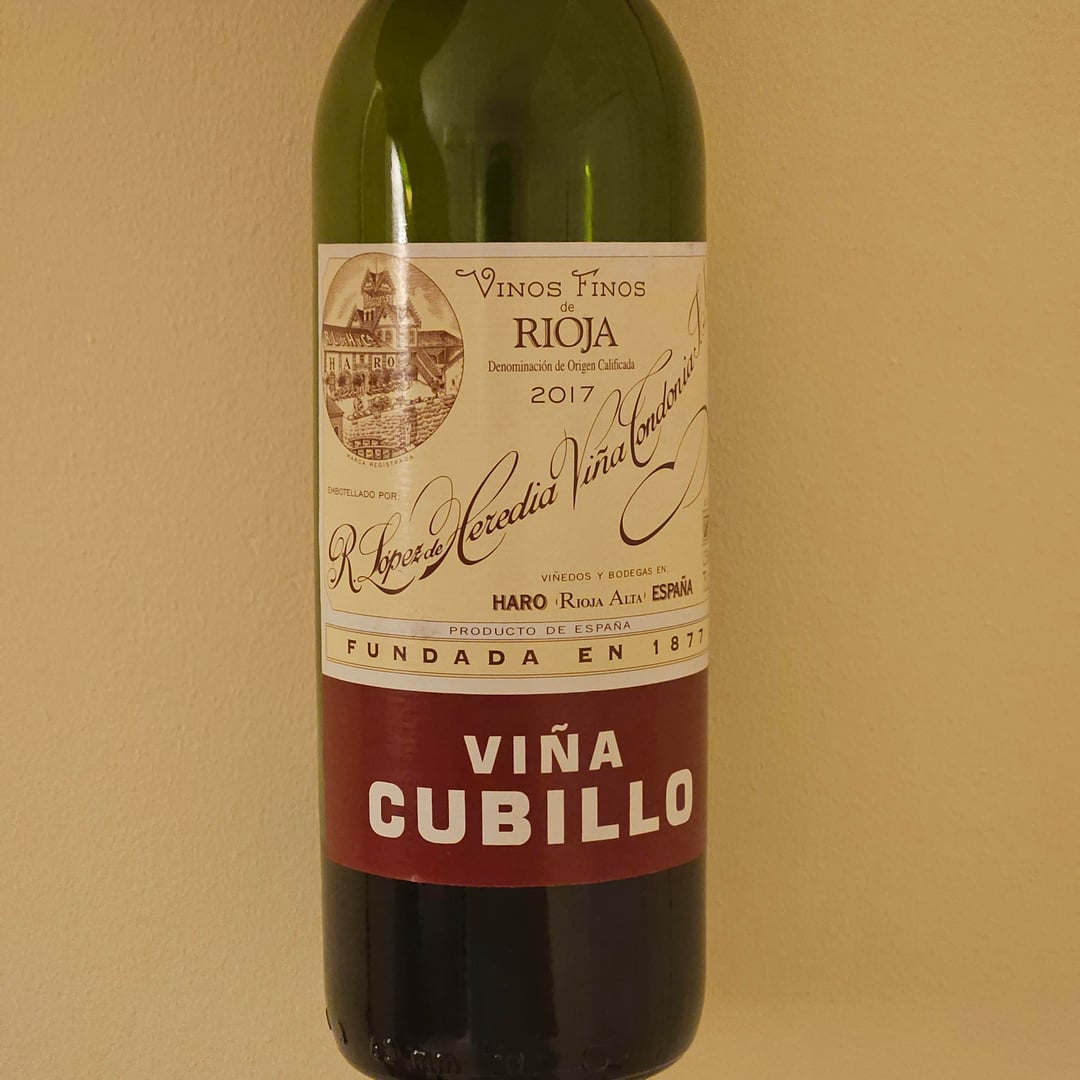 VINOS FINOS
de
RIOJA
Denominación de Origen Calificada
2017
HARO
MARCA REGISTRADA
EMBOTELLADO POR:
R. López de Heredia Viña Tondonia
VIÑEDOS Y BODEGAS EN:
HARO (RIOJA ALTA) ESPAÑA
PRODUCTO DE ESPAÑA
FUNDADA EN 1877
VIÑA
CUBILLO